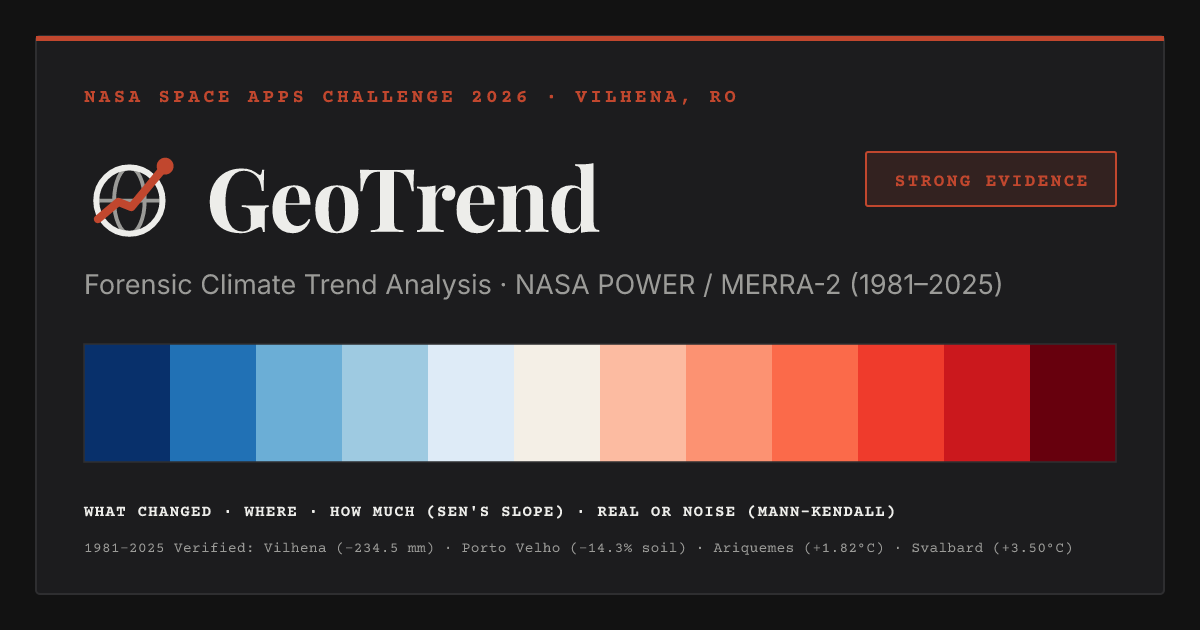 NASA SPACE APPS CHALLENGE 2026 · VILHENA, RO
GeoTrend
STRONG EVIDENCE
Forensic Climate Trend Analysis · NASA POWER / MERRA-2 (1981–2025)
WHAT CHANGED · WHERE · HOW MUCH (SEN'S SLOPE) · REAL OR NOISE (MANN-KENDALL)
1981-2025 Verified: Vilhena (-234.5 mm) · Porto Velho (-14.3% soil) · Ariquemes (+1.82°C) · Svalbard (+3.50°C)